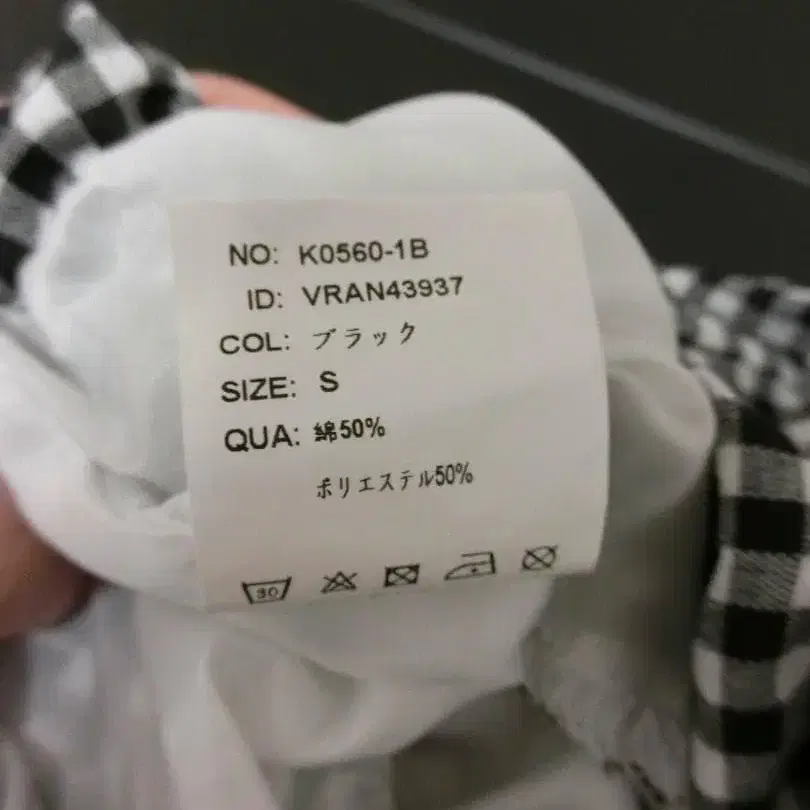 NO: K0560-1B
ID: VRAN43937
COL: ブラック
SIZE: S
QUA: 綿50%
ポリエステル50%
30